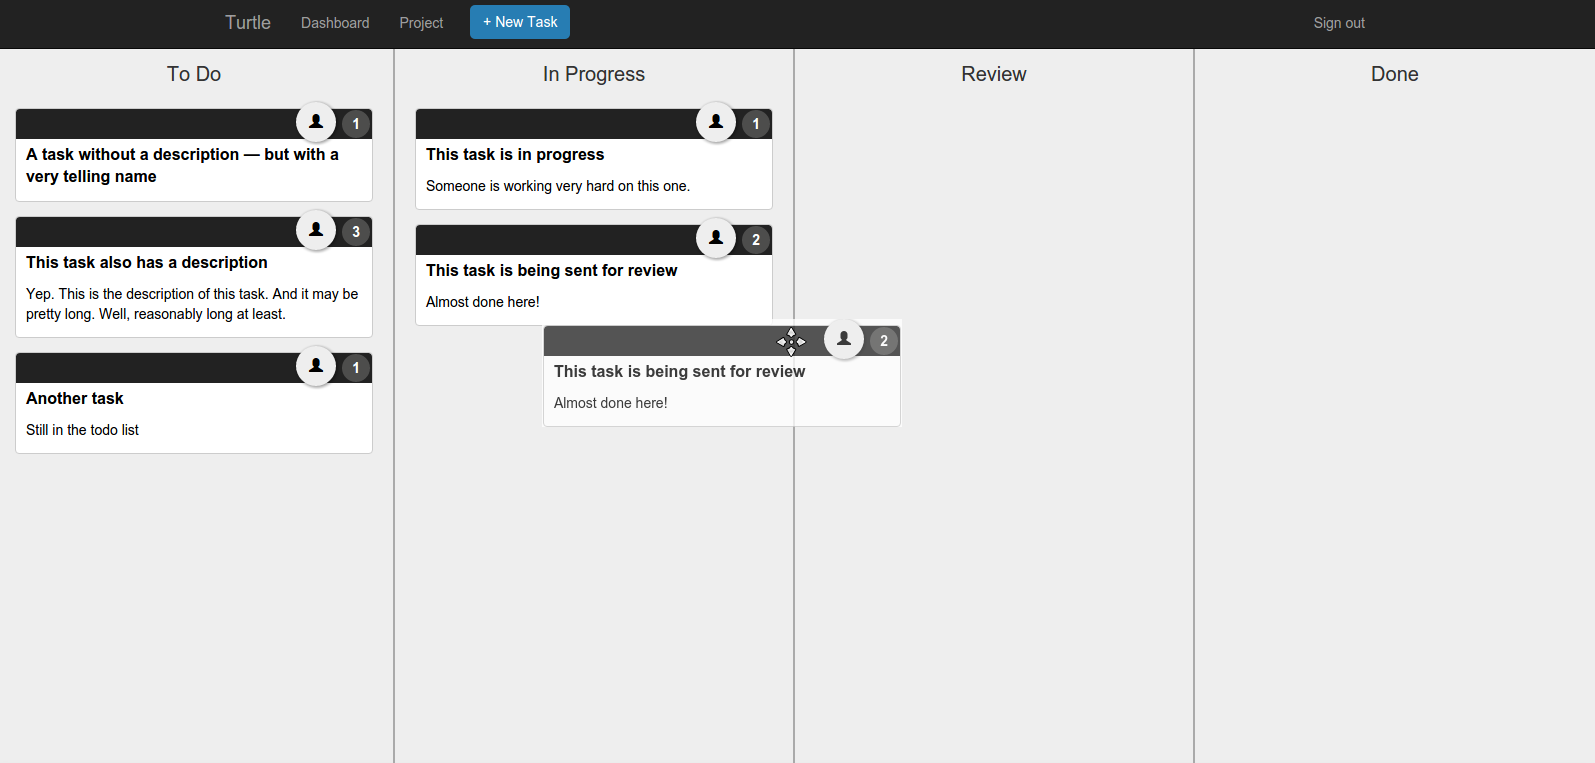 Turtle
Dashboard
Project
+ New Task
Sign out
To Do
1
A task without a description — but with a
very telling name
3
This task also has a description
Yep. This is the description of this task. And it may be
pretty long. Well, reasonably long at least.
1
Another task
Still in the todo list
In Progress
1
This task is in progress
Someone is working very hard on this one.
2
This task is being sent for review
Almost done here!
2
This task is being sent for review
Almost done here!
Review
Done